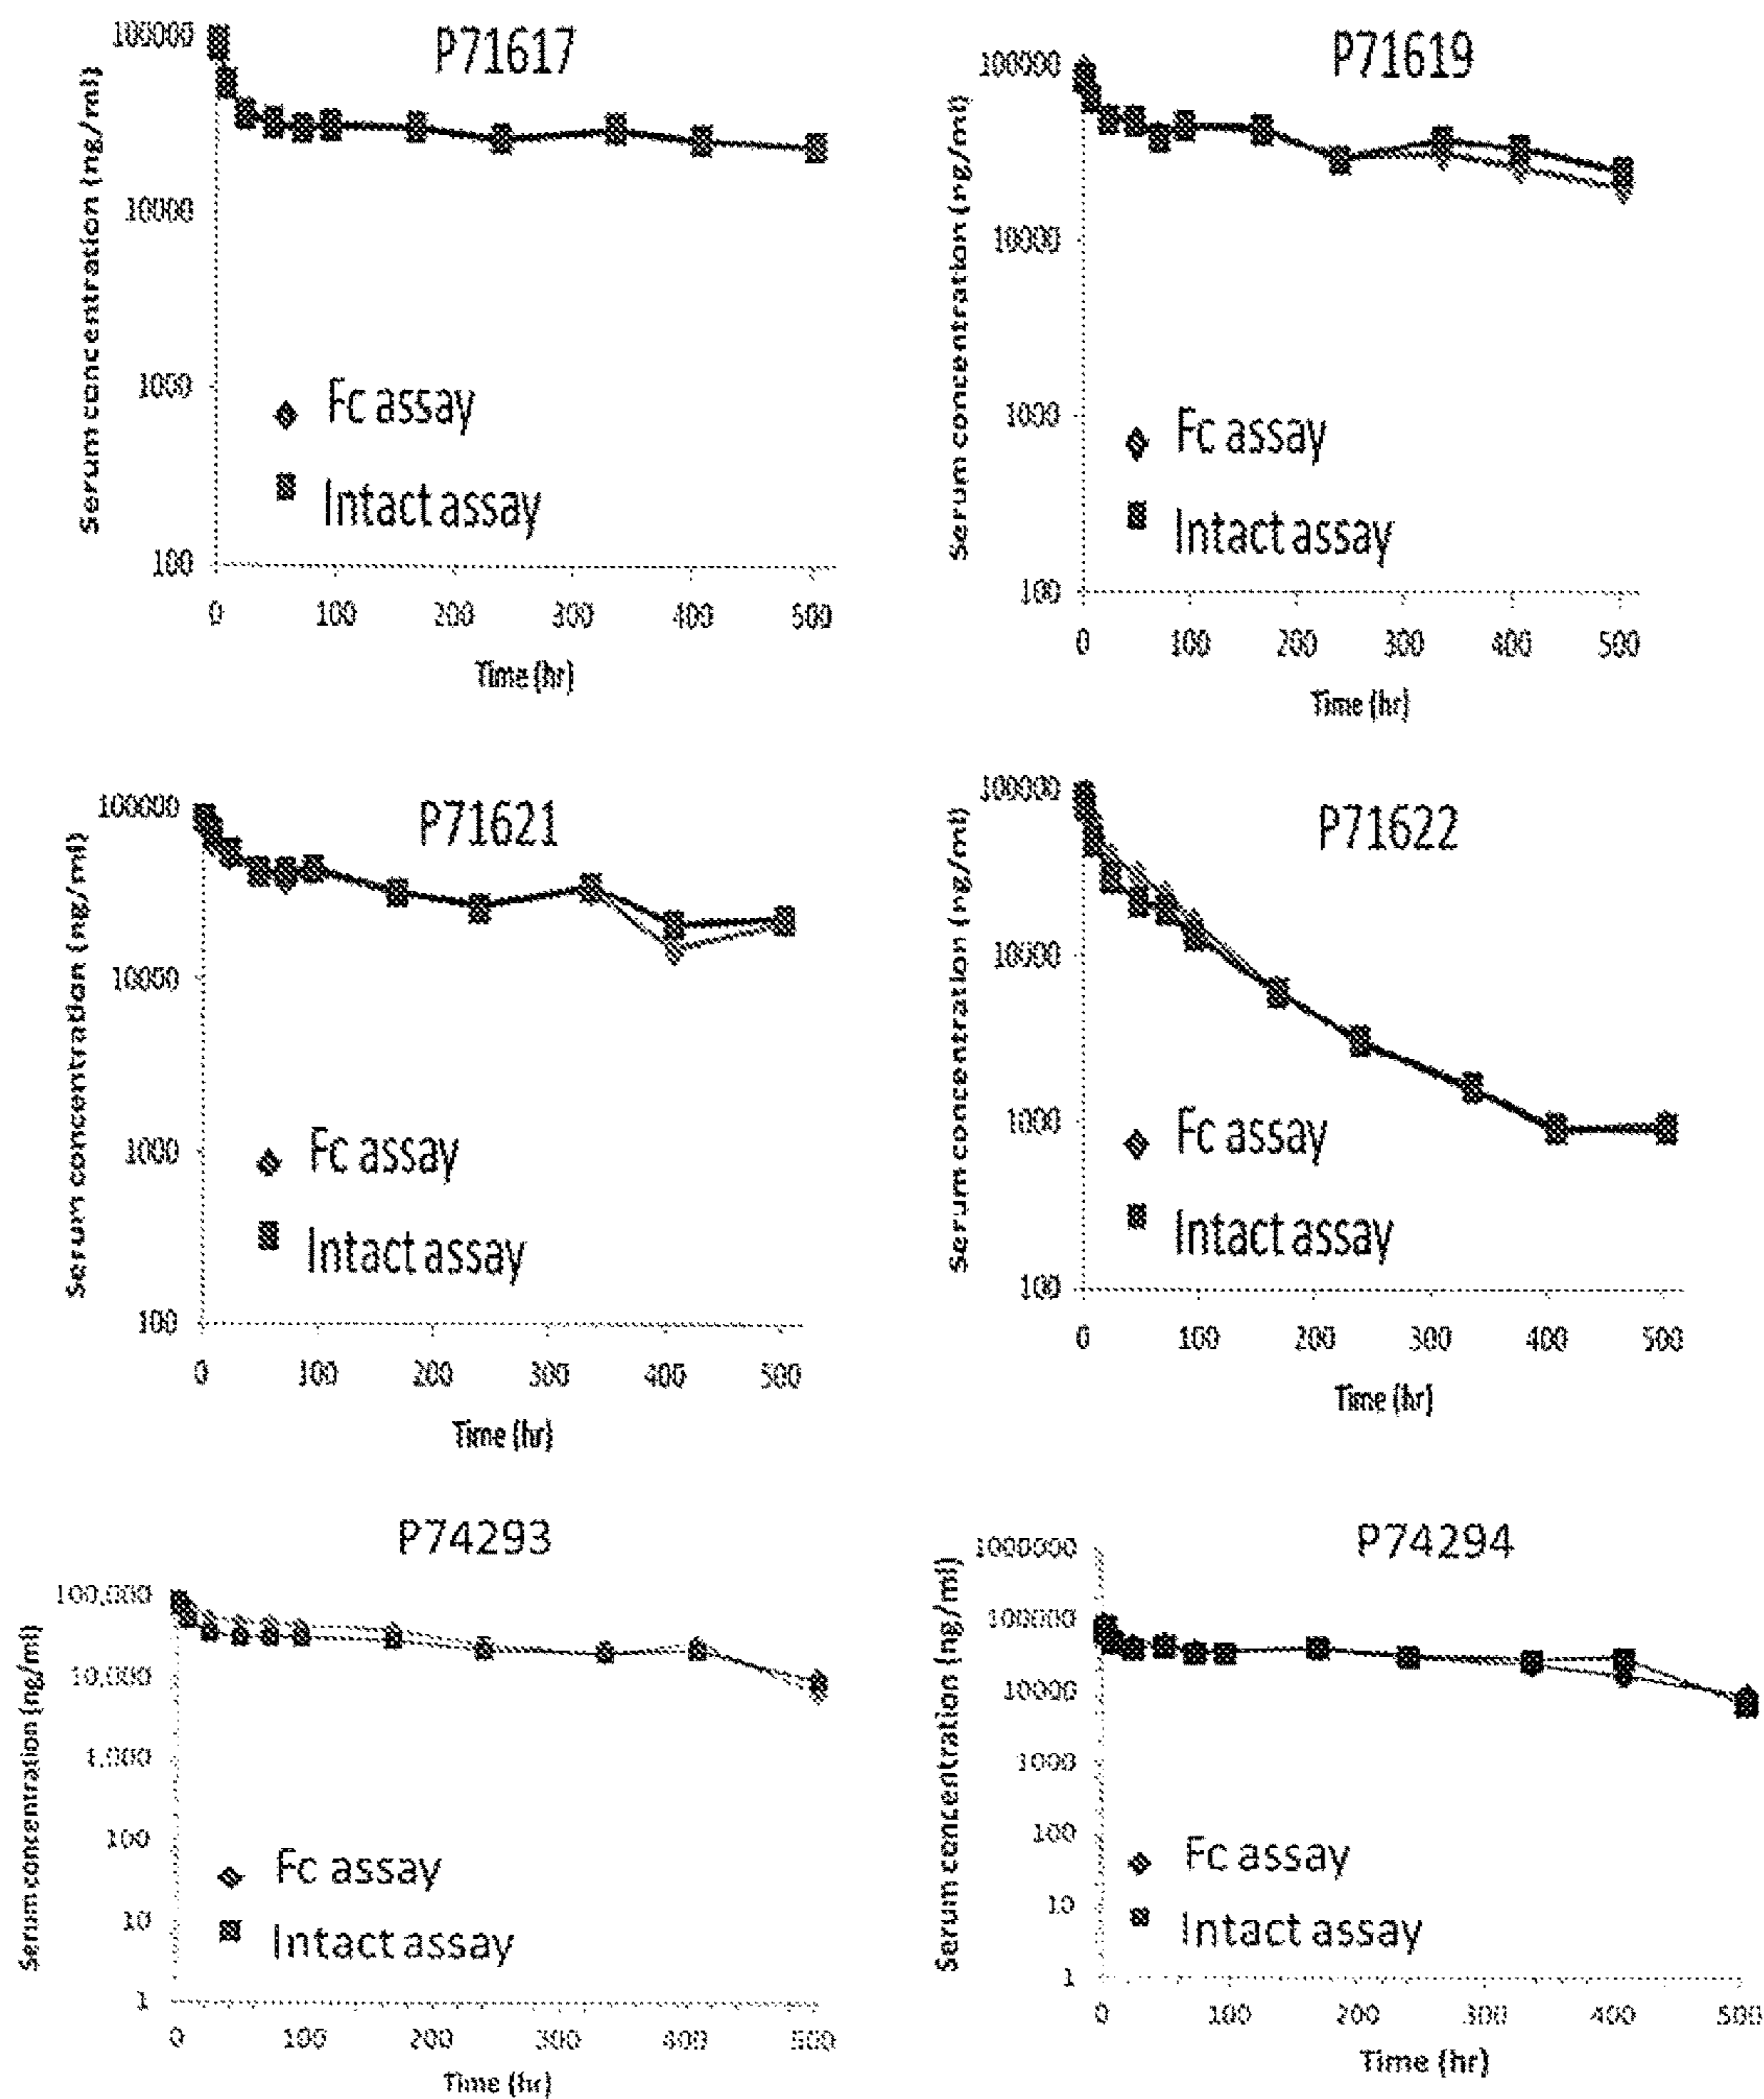 P71617
Serum concentration (ng/ml)
100000
10000
1000
100
Fc assay
Intact assay
0 100 200 300 400 500
Time (hr)
P71619
Serum concentration (ng/ml)
100000
10000
1000
100
Fc assay
Intact assay
0 100 200 300 400 500
Time (hr)
P71621
Serum concentration (ng/ml)
100000
10000
1000
100
Fc assay
Intact assay
0 100 200 300 400 500
Time (hr)
P71622
Serum concentration (ng/ml)
100000
10000
1000
100
Fc assay
Intact assay
0 100 200 300 400 500
Time (hr)
P74293
Serum concentration (ng/ml)
100,000
10,000
1,000
100
10
1
Fc assay
Intact assay
0 100 200 300 400 500
Time (hr)
P74294
Serum concentration (ng/ml)
1000000
100000
10000
1000
100
10
1
Fc assay
Intact assay
0 100 200 300 400 500
Time (hr)